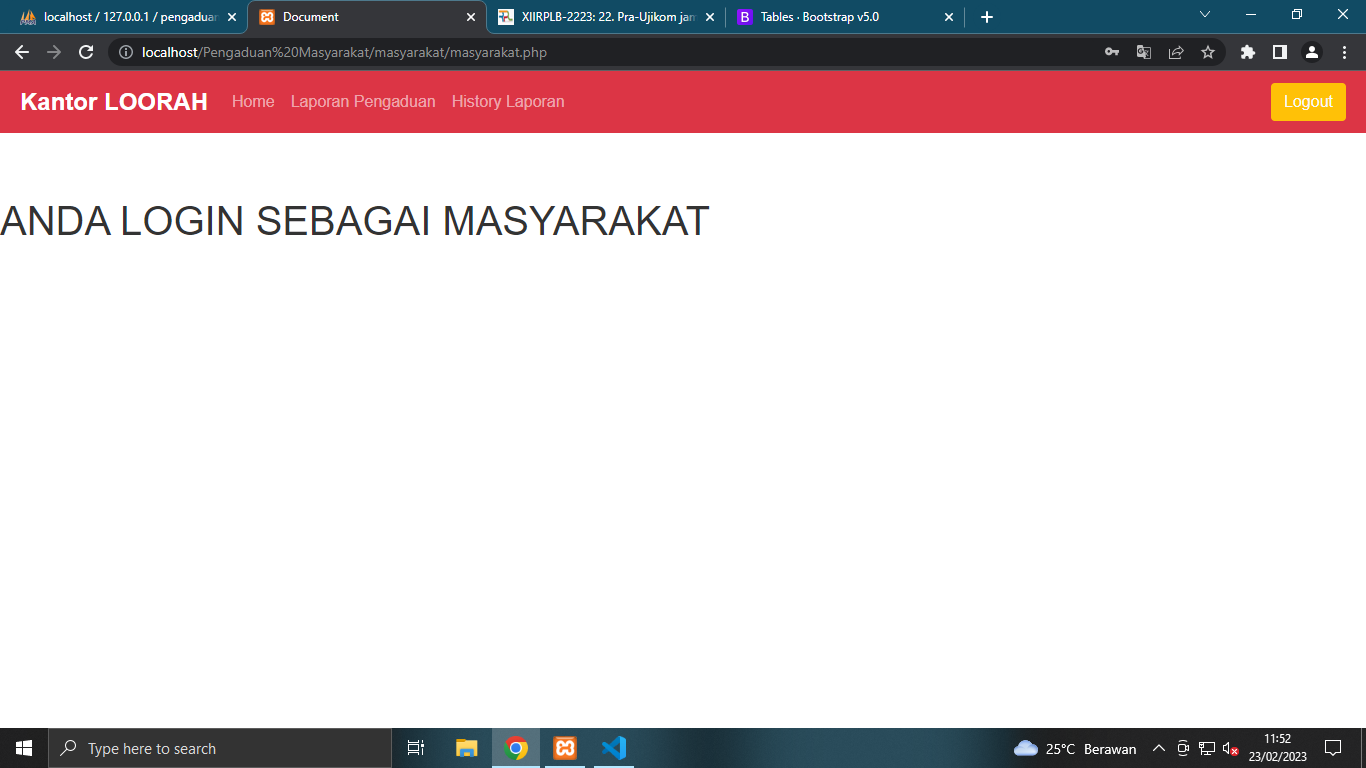 localhost / 127.0.0.1 / pengaduan
Document
XIIRPLB-2223: 22. Pra-Ujikom jam
Tables · Bootstrap v5.0
localhost/Pengaduan%20Masyarakat/masyarakat/masyarakat.php
Kantor LOORAH Home Laporan Pengaduan History Laporan Logout
ANDA LOGIN SEBAGAI MASYARAKAT
Type here to search
25°C Berawan
11:52
23/02/2023